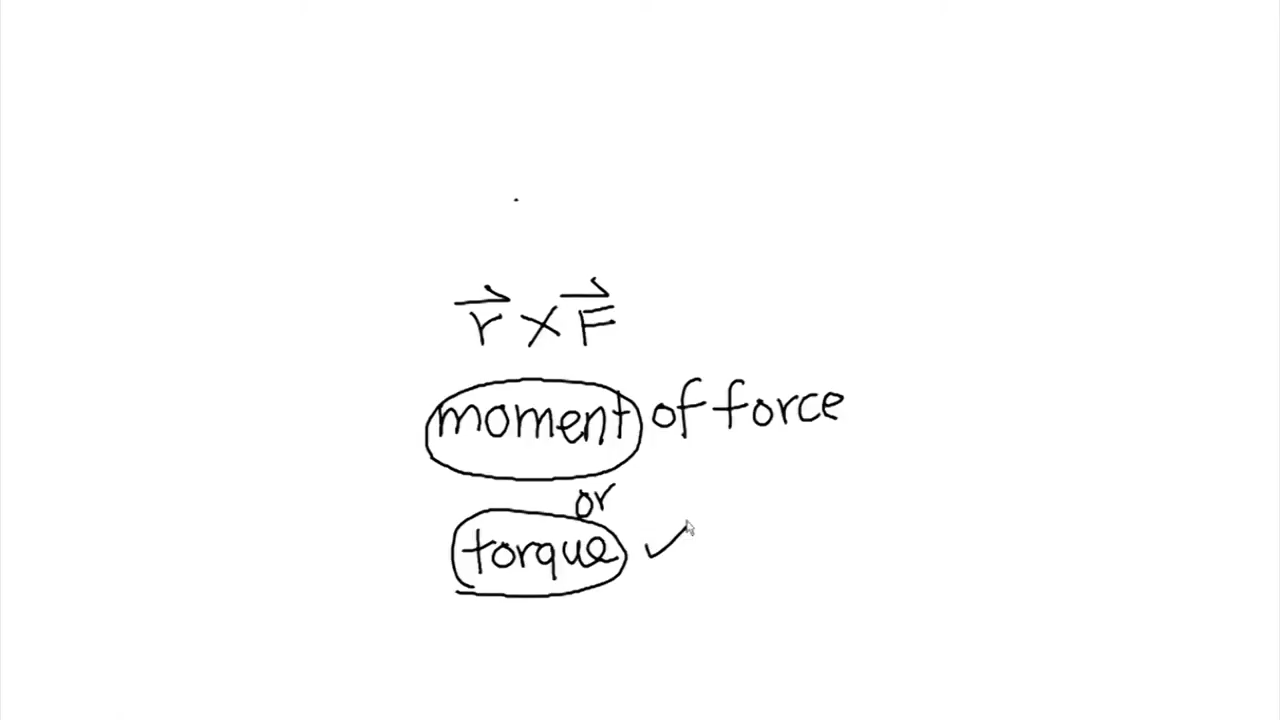 r⃗ × F⃗
moment of force
or
torque ✓